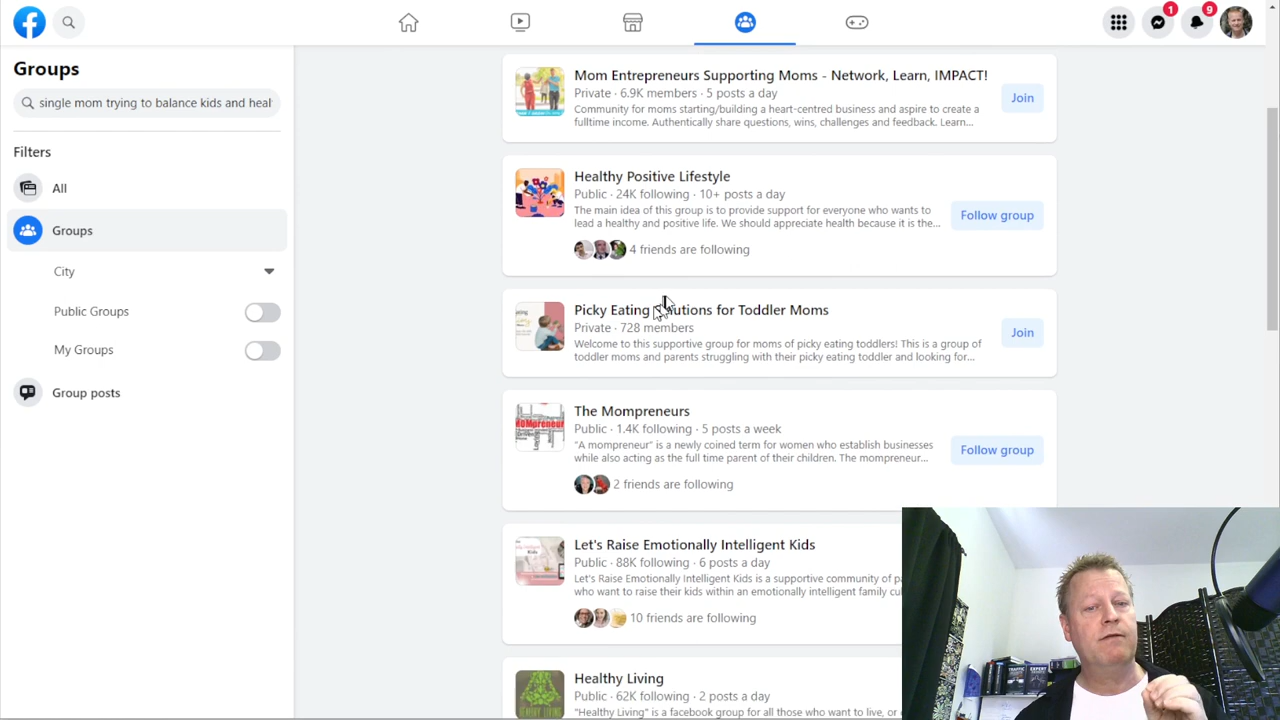 1
9
Groups
single mom trying to balance kids and heal
Filters
All
Groups
City
Public Groups
My Groups
Group posts
Mom Entrepreneurs Supporting Moms - Network, Learn, IMPACT!
Private · 6.9K members · 5 posts a day
Community for moms starting/building a heart-centred business and aspire to create a
fulltime income. Authentically share questions, wins, challenges and feedback. Learn...
Join
Healthy Positive Lifestyle
Public · 24K following · 10+ posts a day
The main idea of this group is to provide support for everyone who wants to
lead a healthy and positive life. We should appreciate health because it is the...
4 friends are following
Follow group
Picky Eating utions for Toddler Moms
Private · 728 members
Welcome to this supportive group for moms of picky eating toddlers! This is a group of
toddler moms and parents struggling with their picky eating toddler and looking for...
Join
The Mompreneurs
Public · 1.4K following · 5 posts a week
"A mompreneur" is a newly coined term for women who establish businesses
while also acting as the full time parent of their children. The mompreneur...
2 friends are following
Follow group
Let's Raise Emotionally Intelligent Kids
Public · 88K following · 6 posts a day
Let's Raise Emotionally Intelligent Kids is a supportive community of pa
who want to raise their kids within an emotionally intelligent family cu
10 friends are following
Healthy Living
Public · 62K following · 2 posts a day
"Healthy Living" is a facebook group for all those who want to live, or
TRAFFIC
EXPERT